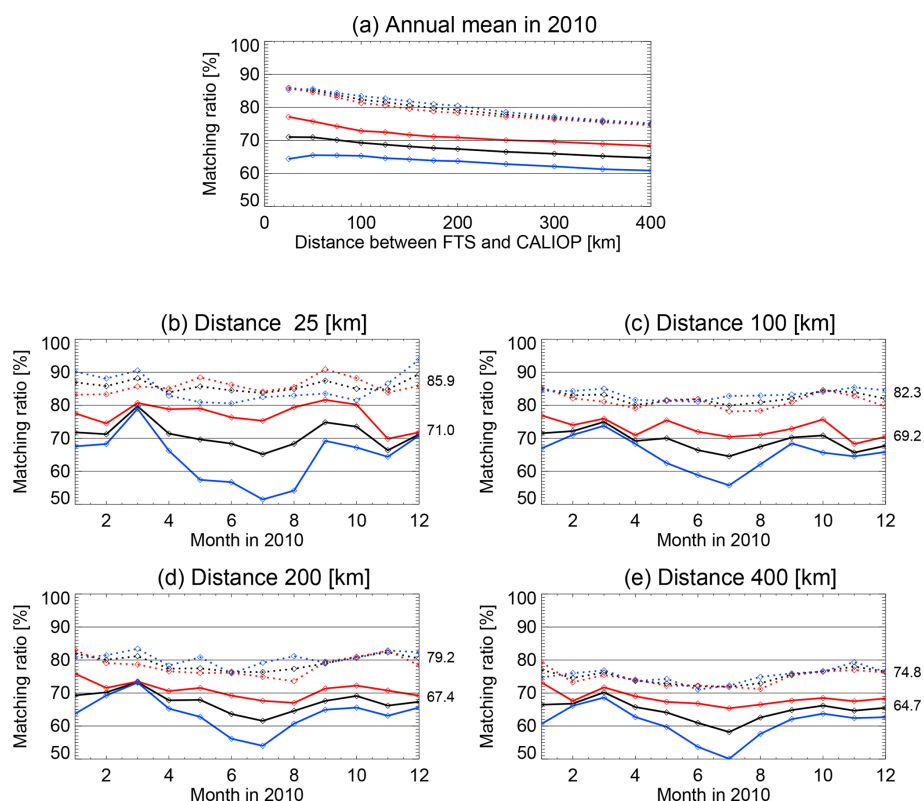 (a) Annual mean in 2010
Matching ratio [%]
100
90
80
70
60
50
0 100 200 300 400
Distance between FTS and CALIOP [km]
(b) Distance 25 [km]
Matching ratio [%]
100
90
80
70
60
50
85.9
71.0
2 4 6 8 10 12
Month in 2010
(c) Distance 100 [km]
Matching ratio [%]
100
90
80
70
60
50
82.3
69.2
2 4 6 8 10 12
Month in 2010
(d) Distance 200 [km]
Matching ratio [%]
100
90
80
70
60
50
79.2
67.4
2 4 6 8 10 12
Month in 2010
(e) Distance 400 [km]
Matching ratio [%]
100
90
80
70
60
50
74.8
64.7
2 4 6 8 10 12
Month in 2010